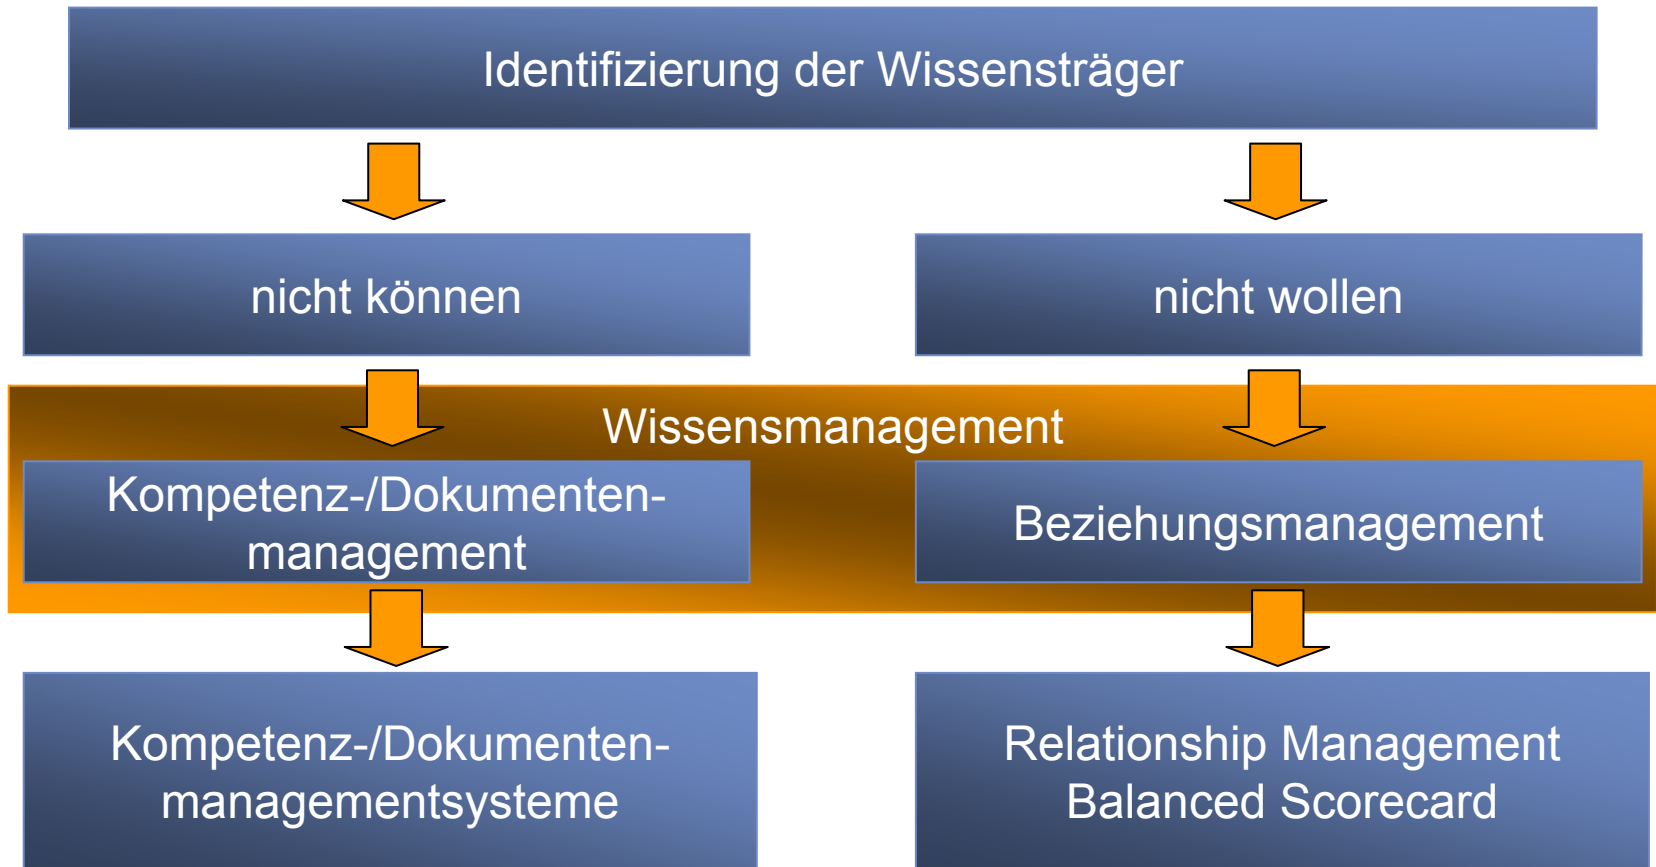 Identifizierung der Wissensträger
nicht können
nicht wollen
Wissensmanagement
Kompetenz-/Dokumenten-
management
Beziehungsmanagement
Kompetenz-/Dokumenten-
managementsysteme
Relationship Management
Balanced Scorecard